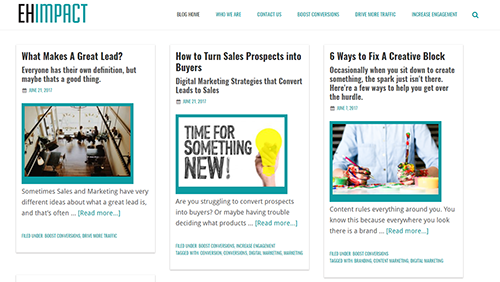 EHIMPACT
BLOG HOME WHO WE ARE CONTACT US BOOST CONVERSIONS DRIVE MORE TRAFFIC INCREASE ENGAGEMENT
What Makes A Great Lead?
Everyone has their own definition, but
maybe thats a good thing.
JUNE 23, 2017
Sometimes Sales and Marketing have very
different ideas about what a great lead is,
and that's often ... [Read more...]
FILED UNDER: BOOST CONVERSIONS, DRIVE MORE TRAFFIC
How to Turn Sales Prospects into
Buyers
Digital Marketing Strategies that Convert
Leads to Sales
JUNE 21, 2017
TIME FOR
SOMETHING
NEW!
Are you struggling to convert prospects
into buyers? Or maybe having trouble
deciding what products ... [Read more...]
FILED UNDER: BOOST CONVERSIONS, INCREASE ENGAGEMENT
TAGGED WITH: CONVERSION, CONVERSIONS, DIGITAL MARKETING, MARKETING
6 Ways to Fix A Creative Block
Occasionally when you sit down to create
something, the spark just isn't there.
Here're a few ways to help you get over
the hurdle.
JUNE 7, 2017
Content rules everything around you. You
know this because everywhere you look
there is a brand ... [Read more...]
FILED UNDER: BOOST CONVERSIONS
TAGGED WITH: BRANDING, CONTENT MARKETING, DIGITAL MARKETING